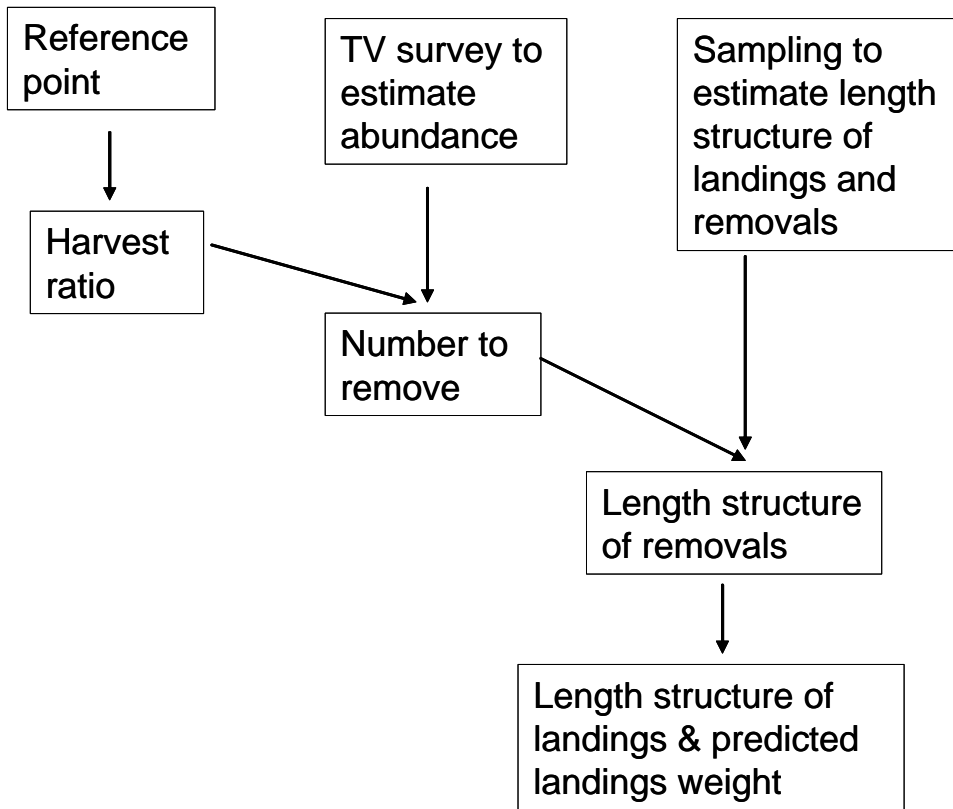 Reference
point
TV survey to
estimate
abundance
Sampling to
estimate length
structure of
landings and
removals
Harvest
ratio
Number to
remove
Length structure
of removals
Length structure of
landings & predicted
landings weight